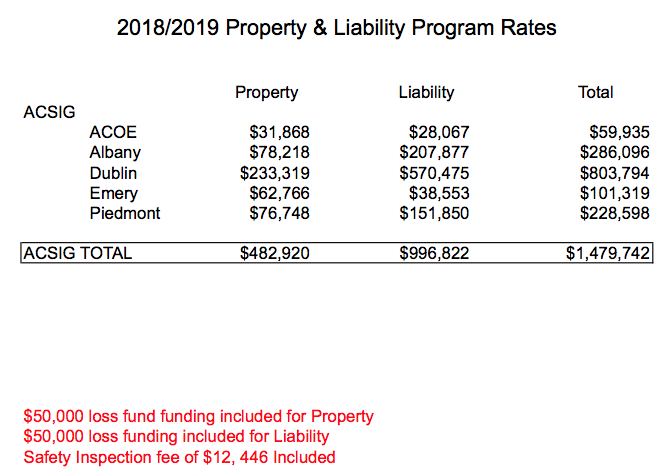 2018/2019 Property & Liability Program Rates
Property Liability Total
ACSIG
ACOE $31,868 $28,067 $59,935
Albany $78,218 $207,877 $286,096
Dublin $233,319 $570,475 $803,794
Emery $62,766 $38,553 $101,319
Piedmont $76,748 $151,850 $228,598
ACSIG TOTAL $482,920 $996,822 $1,479,742
$50,000 loss fund funding included for Property
$50,000 loss funding included for Liability
Safety Inspection fee of $12, 446 Included